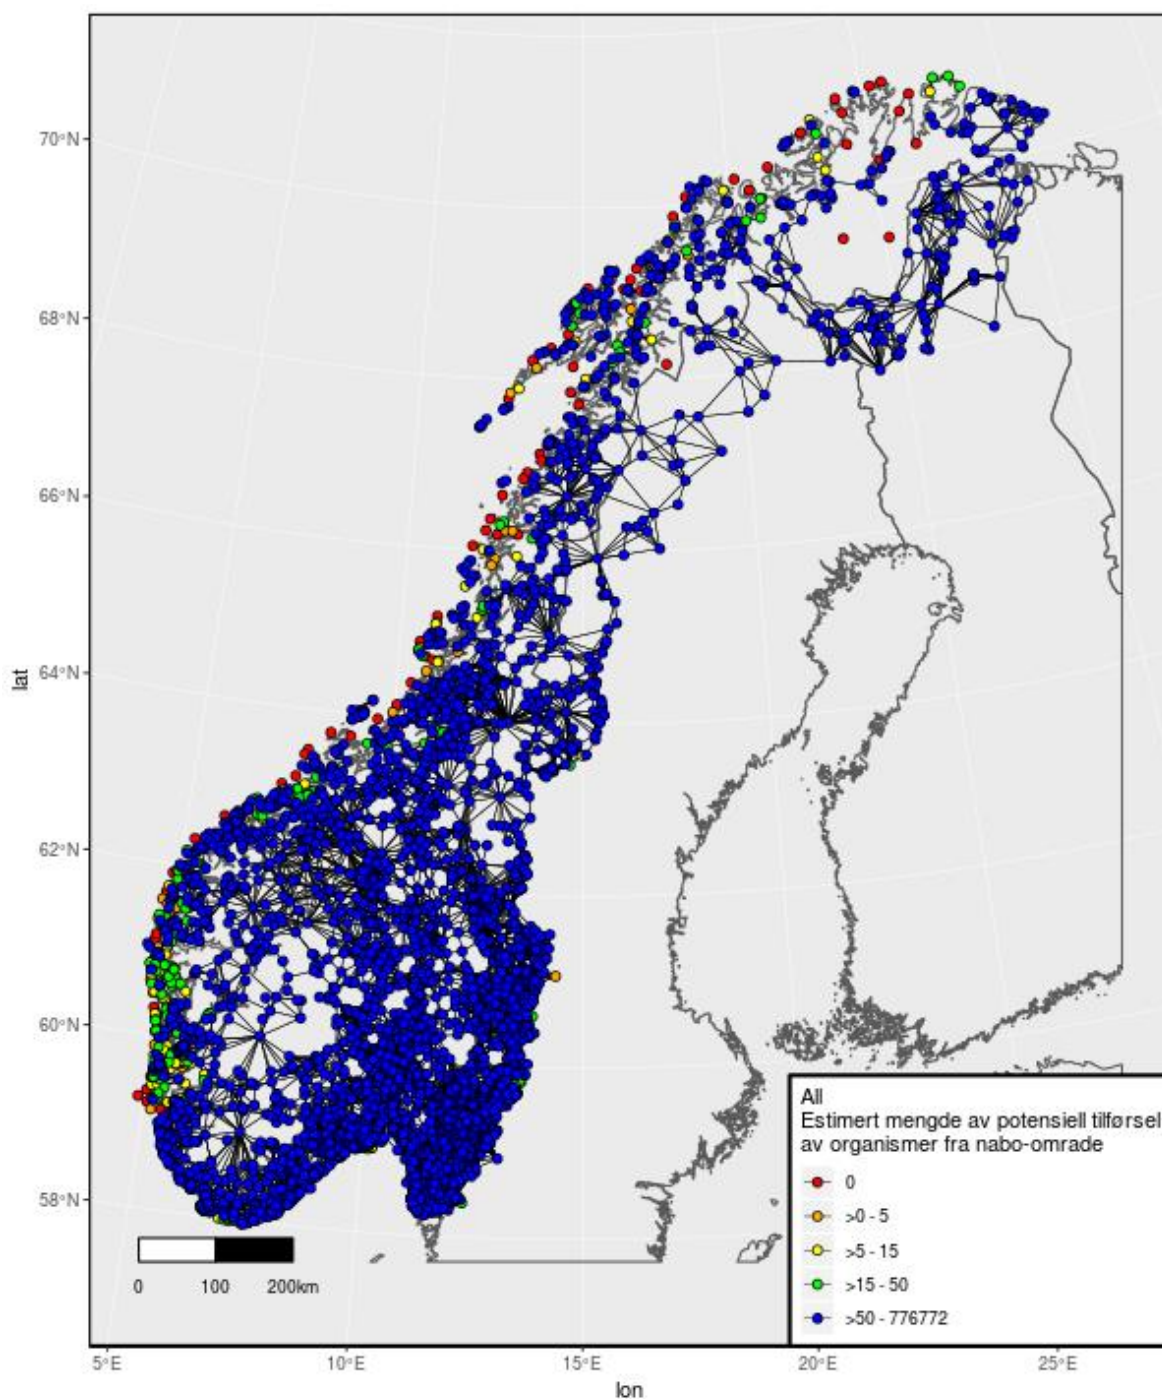 70°N
68°N
66°N
64°N
lat
62°N
60°N
58°N
0 100 200km
All
Estimert mengde av potensiell tilførsel
av organismer fra nabo-omrade
0
>0 - 5
>5 - 15
>15 - 50
>50 - 776772
5°E 10°E 15°E 20°E 25°E
lon